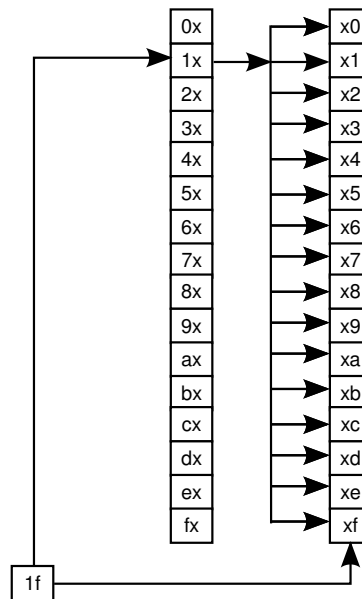 0x x0
1x x1
2x x2
3x x3
4x x4
5x x5
6x x6
7x x7
8x x8
9x x9
ax xa
bx xb
cx xc
dx xd
ex xe
fx xf
1f